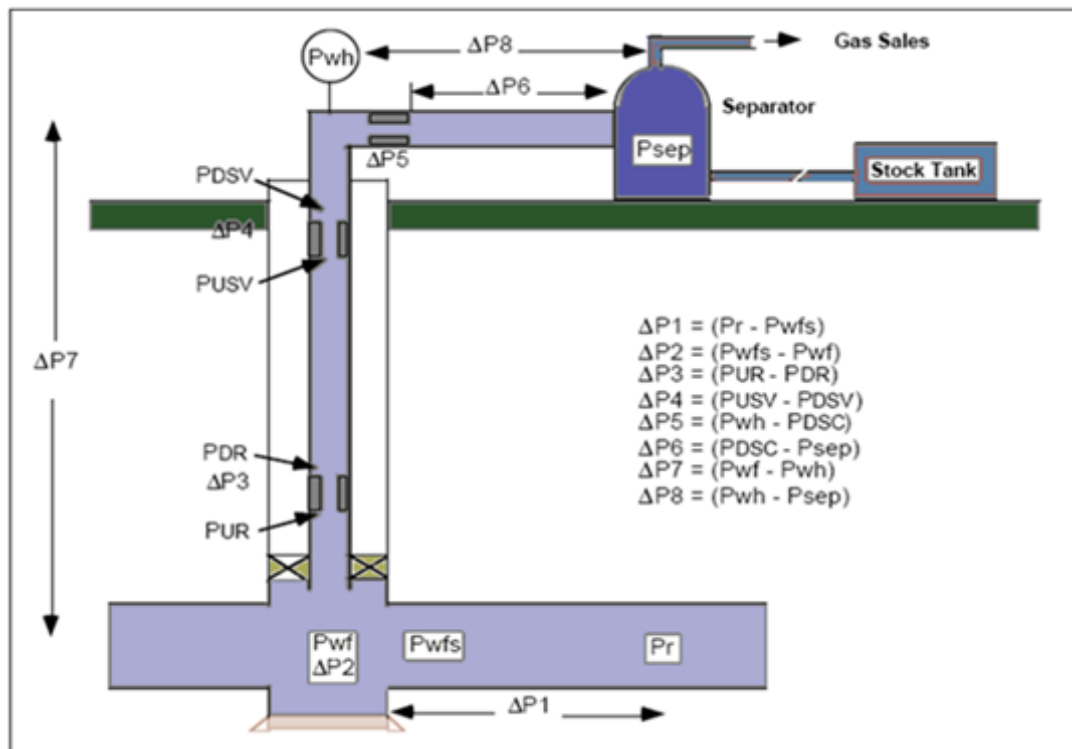 ΔP8
Gas Sales
Pwh
ΔP6
Separator
ΔP5
Psep
PDSV
Stock Tank
ΔP4
PUSV
ΔP7
ΔP1 = (Pr - Pwfs)
ΔP2 = (Pwfs - Pwf)
ΔP3 = (PUR - PDR)
ΔP4 = (PUSV - PDSV)
ΔP5 = (Pwh - PDSC)
ΔP6 = (PDSC - Psep)
ΔP7 = (Pwf - Pwh)
ΔP8 = (Pwh - Psep)
PDR
ΔP3
PUR
Pwf
ΔP2
Pwfs
Pr
ΔP1